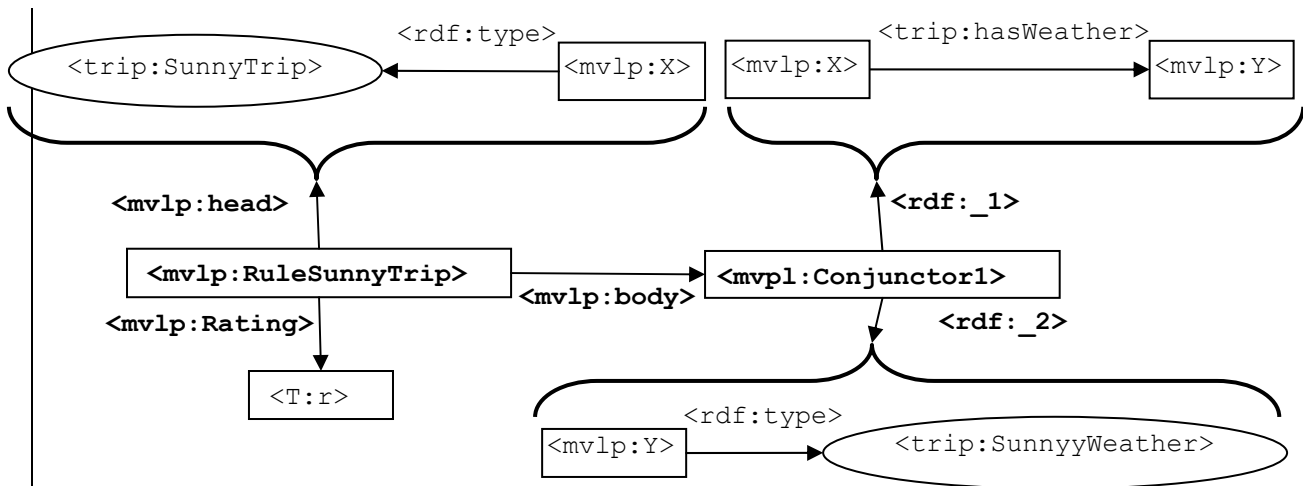 <rdf:type>
<trip:hasWeather>
<trip:SunnyTrip>
<mvlp:X>
<mvlp:X>
<mvlp:Y>
<mvlp:head>
<rdf:_1>
<mvlp:RuleSunnyTrip>
<mvpl:Conjunctor1>
<mvlp:body>
<mvlp:Rating>
<rdf:_2>
<T:r>
<rdf:type>
<mvlp:Y>
<trip:SunnyyWeather>